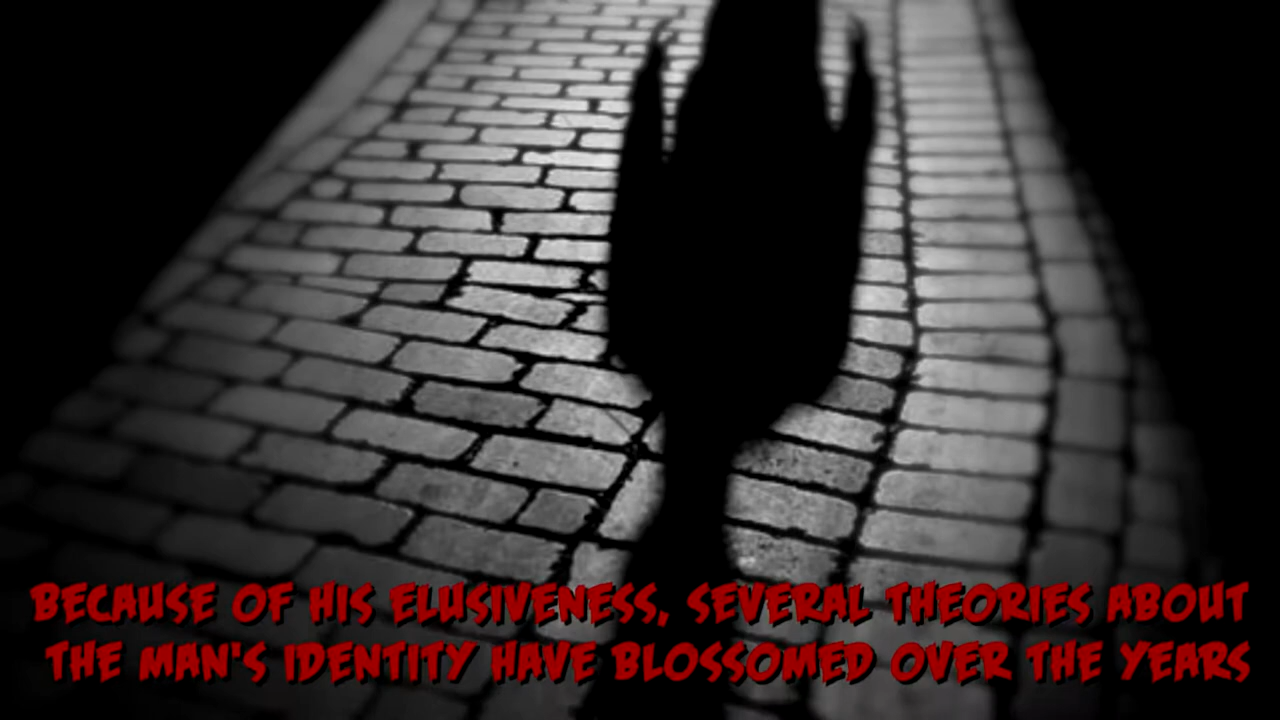 BECAUSE OF HIS ELUSIVENESS, SEVERAL THEORIES ABOUT
THE MAN'S IDENTITY HAVE BLOSSOMED OVER THE YEARS